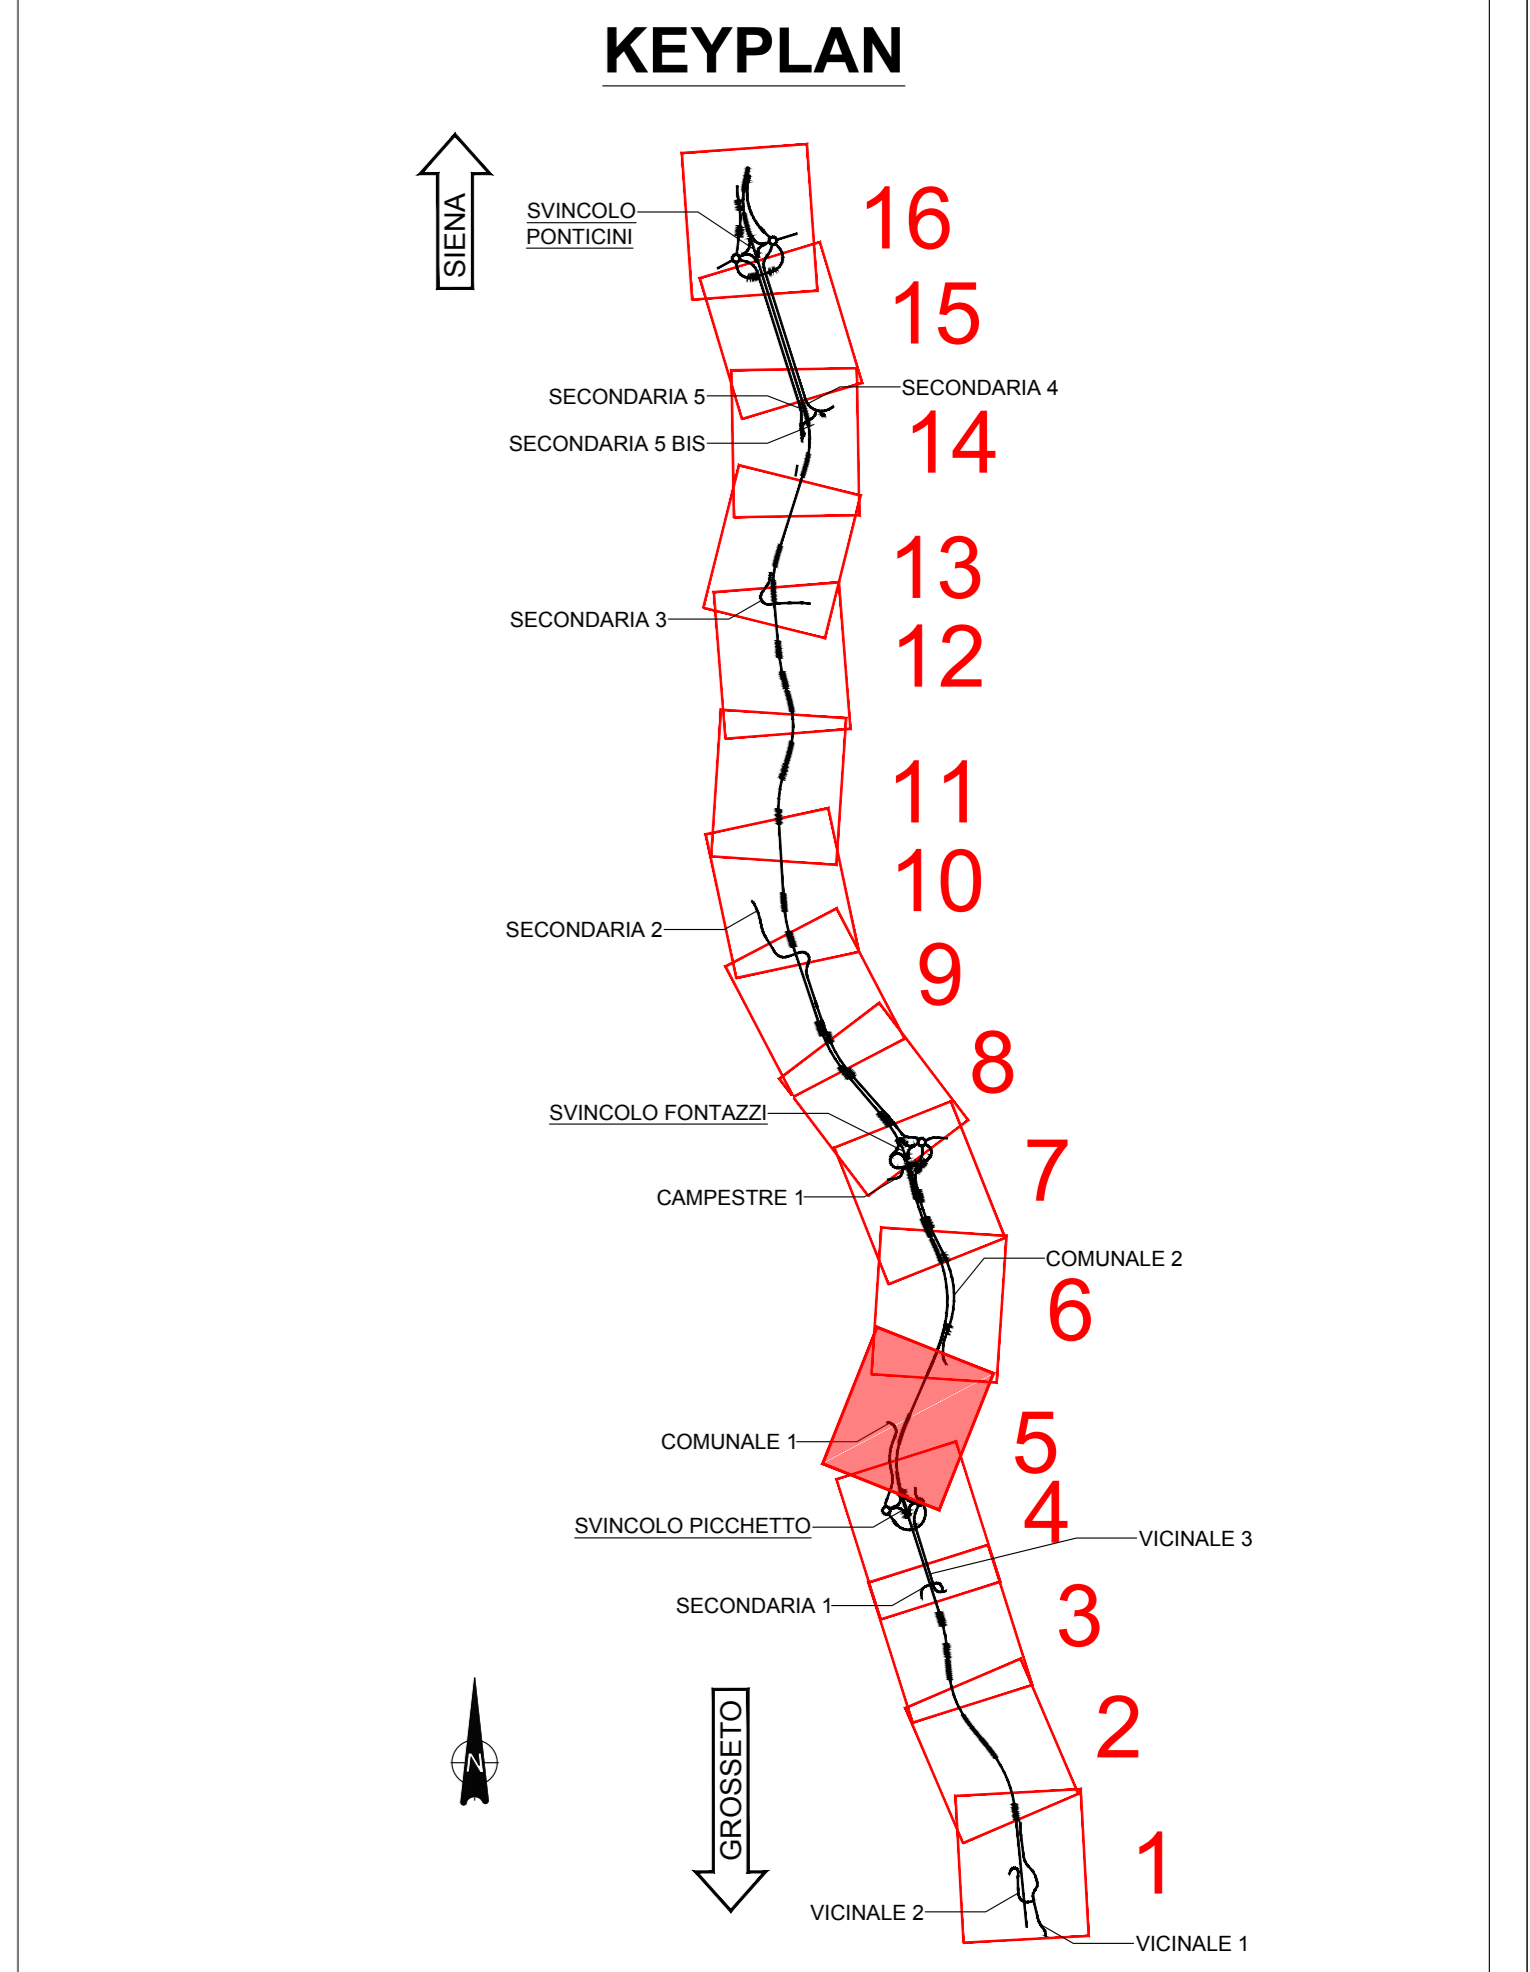 KEYPLAN
SIENA
SVINCOLO
PONTICINI
16
15
SECONDARIA 5
SECONDARIA 4
SECONDARIA 5 BIS
14
13
SECONDARIA 3
12
11
10
SECONDARIA 2
9
8
SVINCOLO FONTAZZI
7
CAMPESTRE 1
COMUNALE 2
6
COMUNALE 1
5
4
SVINCOLO PICCHETTO
VICINALE 3
SECONDARIA 1
3
2
GROSSETO
N
1
VICINALE 2
VICINALE 1